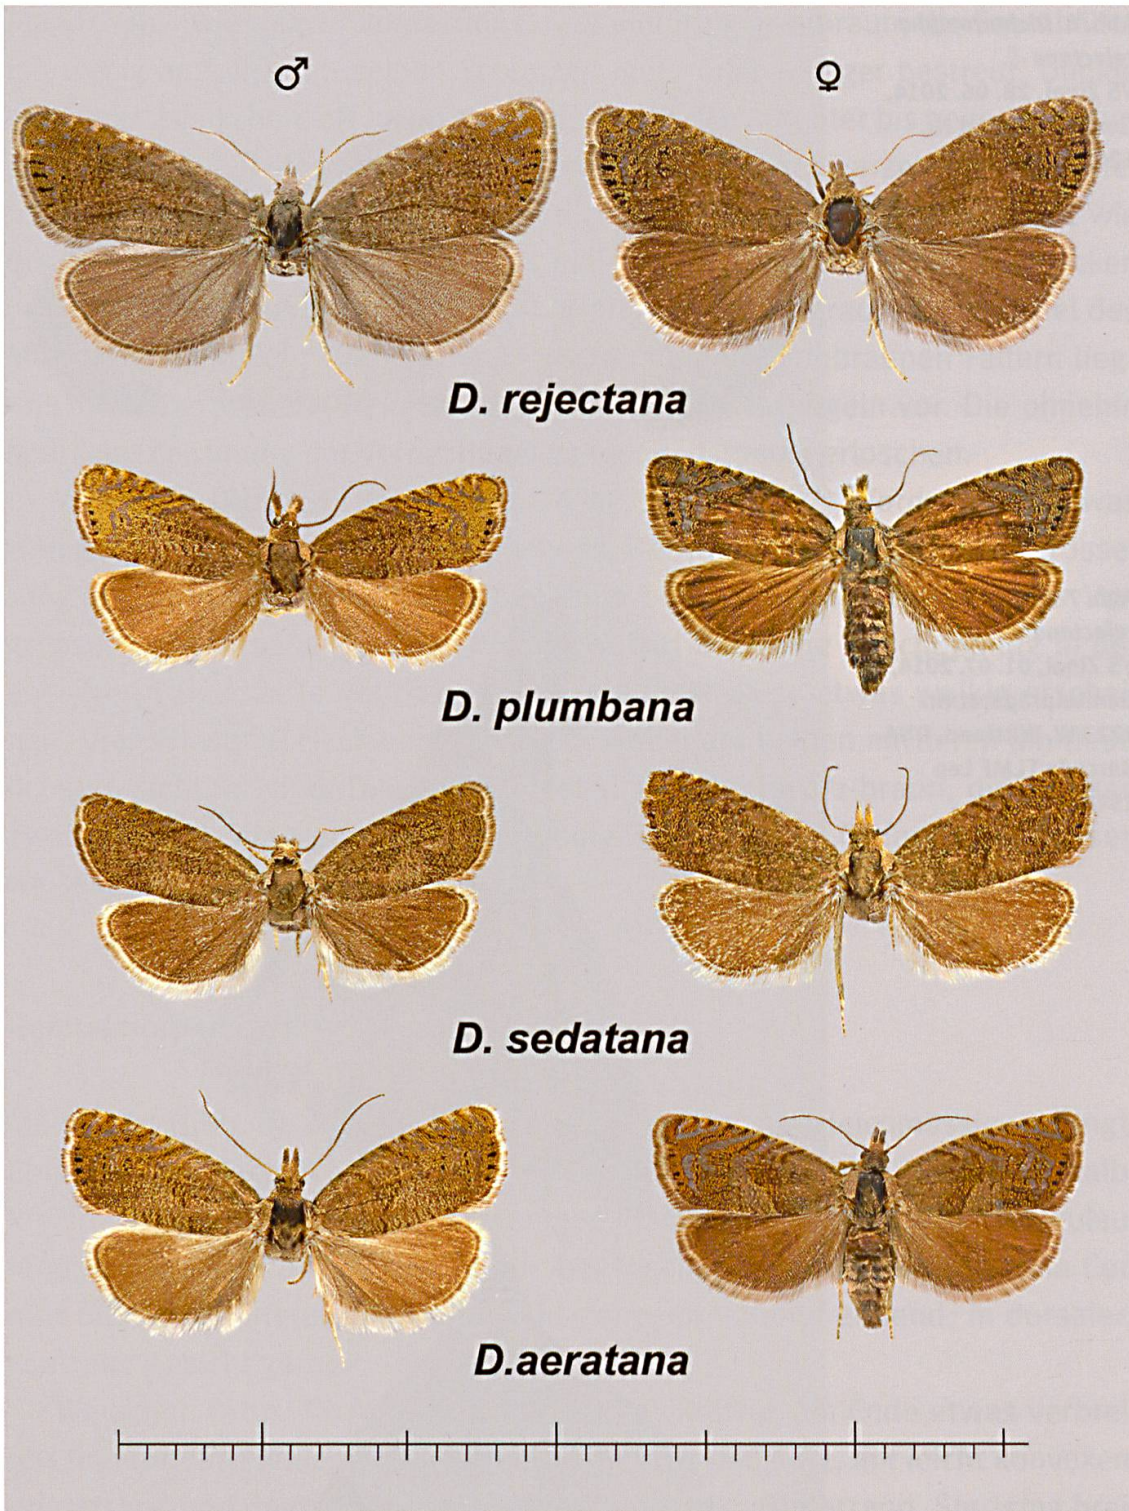 ♂ ♀
D. rejectana
D. plumbana
D. sedatana
D.aeratana